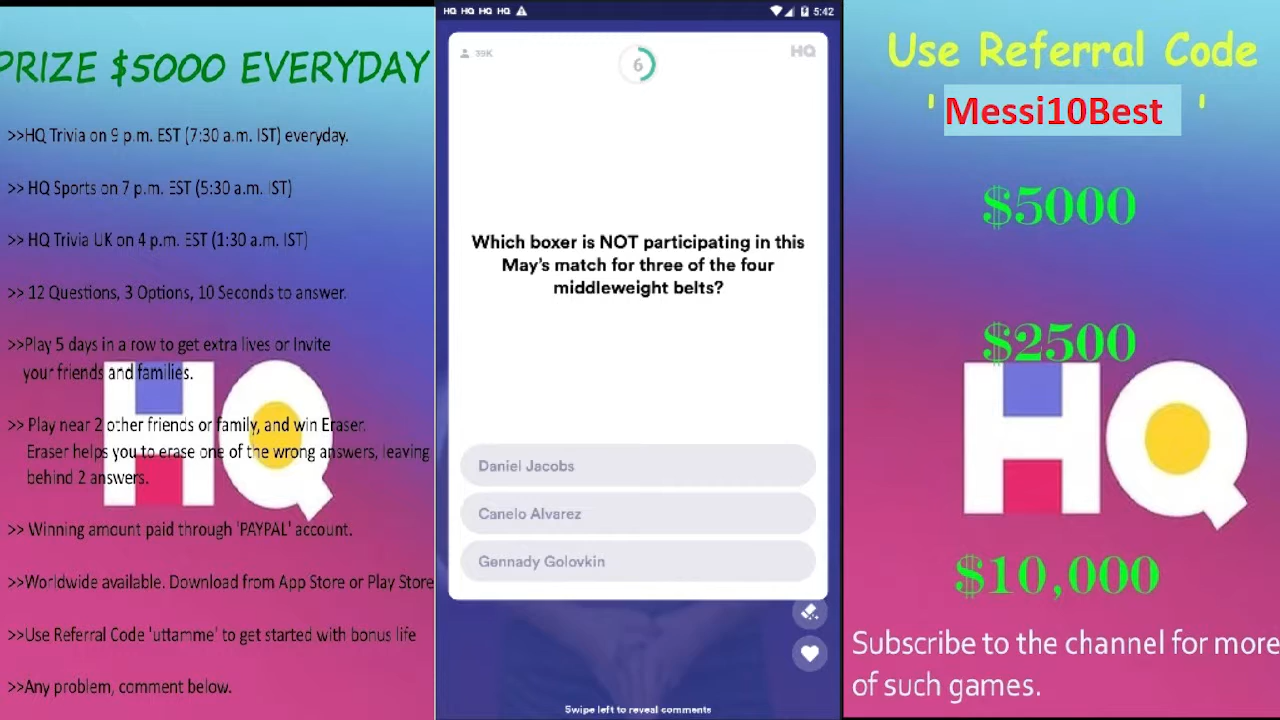 PRIZE $5000 EVERYDAY
>>HQ Trivia on 9 p.m. EST (7:30 a.m. IST) everyday.
>> HQ Sports on 7 p.m. EST (5:30 a.m. IST)
>> HQ Trivia UK on 4 p.m. EST (1:30 a.m. IST)
>> 12 Questions, 3 Options, 10 Seconds to answer.
>>Play 5 days in a row to get extra lives or Invite
your friends and families.
>> Play near 2 other friends or family, and win Eraser.
Eraser helps you to erase one of the wrong answers, leaving
behind 2 answers.
>> Winning amount paid through 'PAYPAL' account.
>>Worldwide available. Download from App Store or Play Store
>>Use Referral Code 'uttamme' to get started with bonus life
>>Any problem, comment below.
HQ
HQ HQ HQ HQ 5:42
39K 6 HQ
Which boxer is NOT participating in this
May's match for three of the four
middleweight belts?
Daniel Jacobs
Canelo Alvarez
Gennady Golovkin
Swipe left to reveal comments
Use Referral Code
' Messi10Best '
$5000
$2500
HQ
$10,000
Subscribe to the channel for more
of such games.